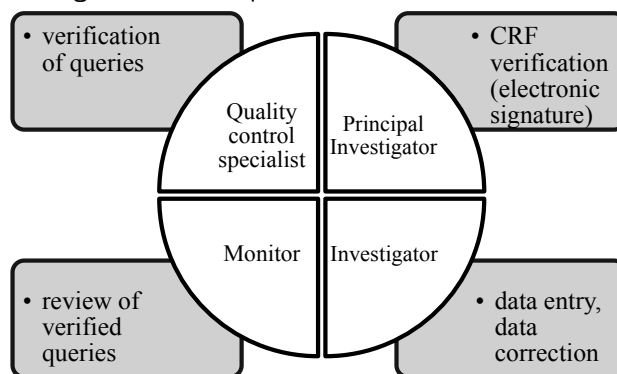 • verification
of queries
• CRF
verification
(electronic
signature)
Quality
control
specialist
Principal
Investigator
Monitor
Investigator
• review of
verified
queries
• data entry,
data
correction